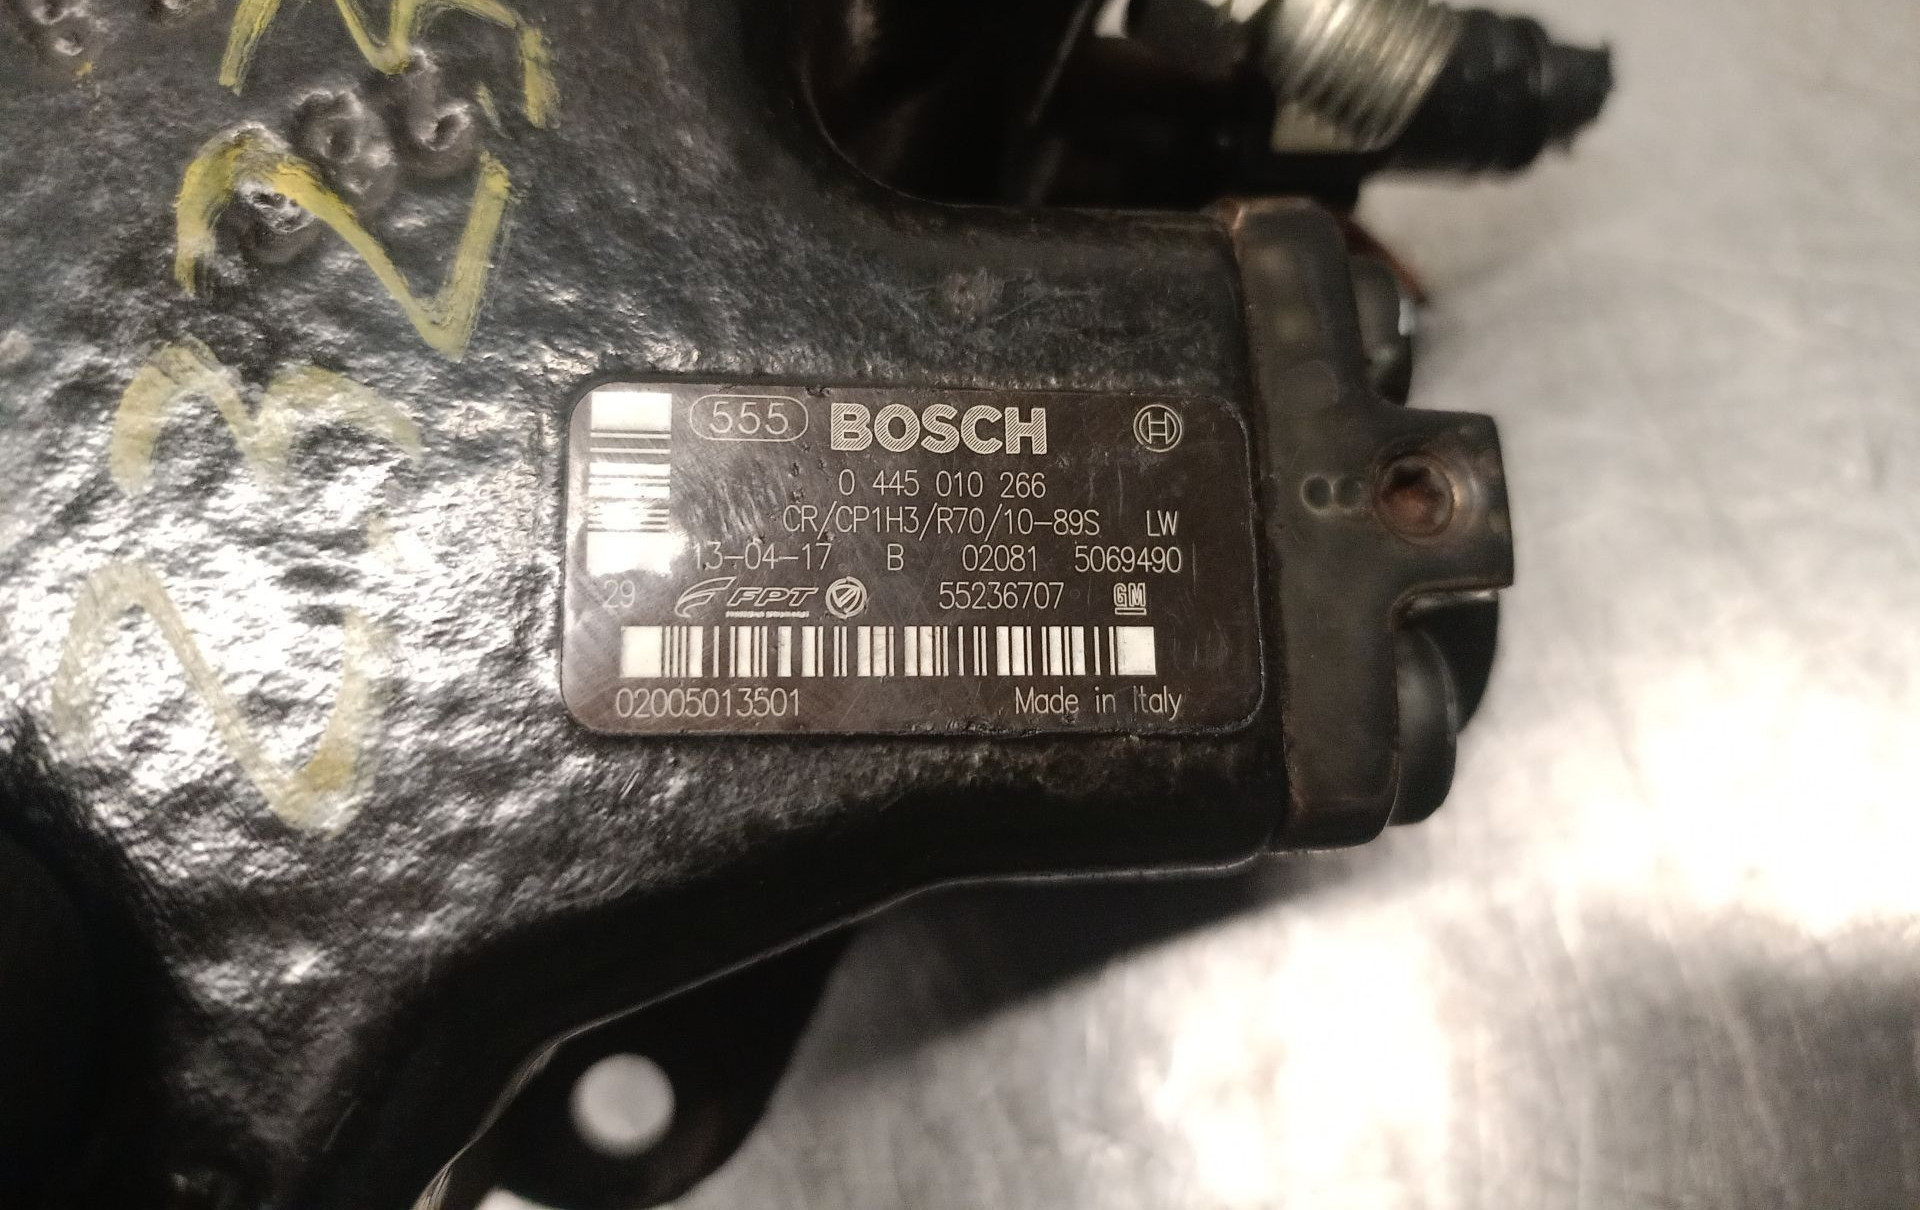 555 BOSCH
0 445 010 266
CR/CP1H3/R70/10-89S LW
13-04-17 B 02081 5069490
29 FPT 55236707 GM
02005013501 Made in Italy